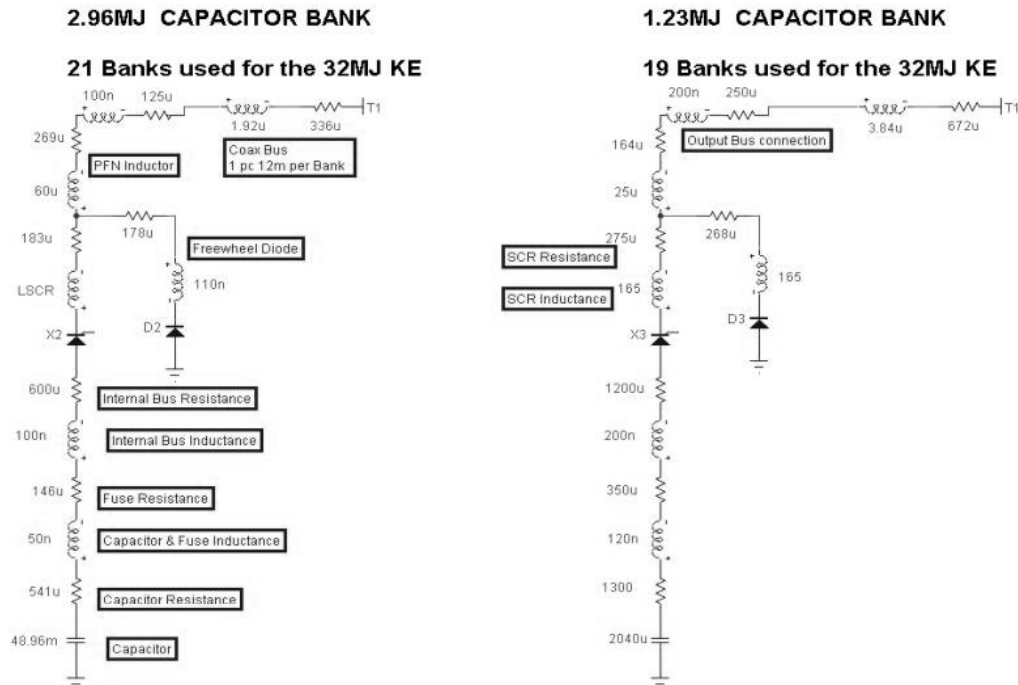 2.96MJ CAPACITOR BANK
21 Banks used for the 32MJ KE
100n
125u
T1
1.92u
336u
269u
Coax Bus
1 pc 12m per Bank
PFN Inductor
60u
178u
183u
Freewheel Diode
LSCR
110n
D2
X2
600u
Internal Bus Resistance
100n
Internal Bus Inductance
146u
Fuse Resistance
50n
Capacitor & Fuse Inductance
541u
Capacitor Resistance
48.96m
Capacitor
1.23MJ CAPACITOR BANK
19 Banks used for the 32MJ KE
200n
250u
T1
3.84u
672u
164u
Output Bus connection
25u
268u
275u
SCR Resistance
165
SCR Inductance
165
D3
X3
1200u
200n
350u
120n
1300
2040u